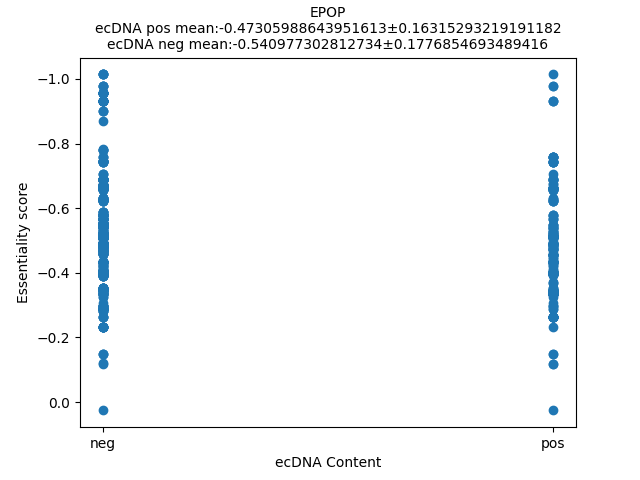 EPOP
ecDNA pos mean:-0.47305988643951613±0.16315293219191182
ecDNA neg mean:-0.540977302812734±0.1776854693489416
−1.0
−0.8
−0.6
−0.4
−0.2
0.0
Essentiality score
neg
pos
ecDNA Content